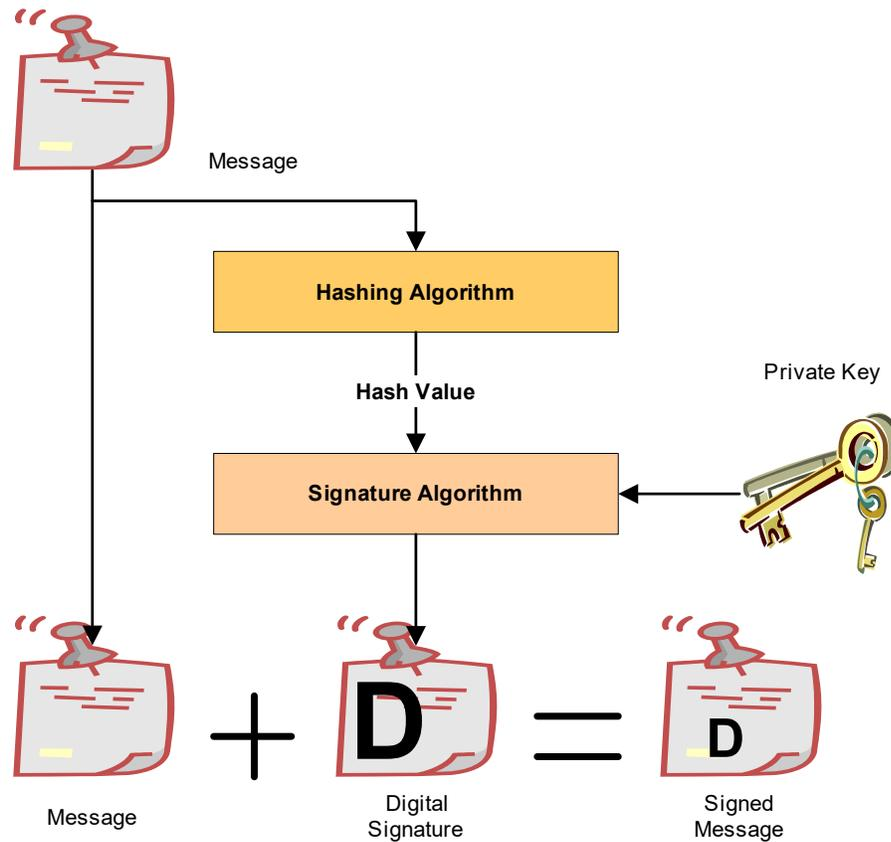 Message
Hashing Algorithm
Hash Value
Private Key
Signature Algorithm
D
D
Message
Digital
Signature
Signed
Message